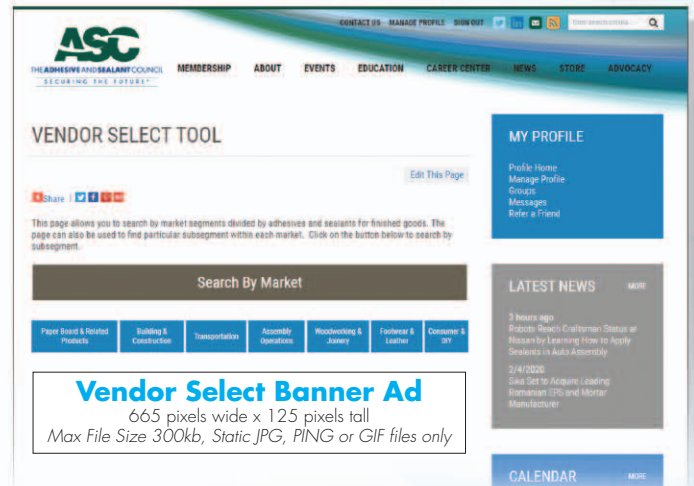 CONTACT US MANAGE PROFILE SIGN OUT
ASC
THE ADHESIVE AND SEALANT COUNCIL
SECURING THE FUTURE
MEMBERSHIP ABOUT EVENTS EDUCATION CAREER CENTER NEWS STORE ADVOCACY
VENDOR SELECT TOOL
Edit This Page
Share
This page allows you to search by market segments divided by adhesives and sealants for finished goods. The
page can also be used to find particular subsegment within each market. Click on the button below to search by
subsegment.
Search By Market
Paper Board & Related Products
Building & Construction
Transportation
Assembly Operations
Woodworking & Joinery
Footwear & Leather
Consumer & DIY
Vendor Select Banner Ad
665 pixels wide x 125 pixels tall
Max File Size 300kb, Static JPG, PING or GIF files only
MY PROFILE
Profile Home
Manage Profile
Groups
Messages
Refer a Friend
LATEST NEWS MORE
3 hours ago
Robots Reach Craftsman Status at
Nissan by Learning How to Apply
Sealants in Auto Assembly
2/4/2020
Sika Set to Acquire Leading
Romanian EPS and Mortar
Manufacturer
CALENDAR MORE